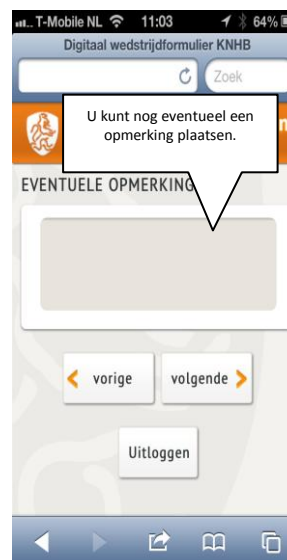 T-Mobile NL 11:03 64%
Digitaal wedstrijdformulier KNHB
Zoek
U kunt nog eventueel een
opmerking plaatsen.
EVENTUELE OPMERKING
vorige
volgende
Uitloggen